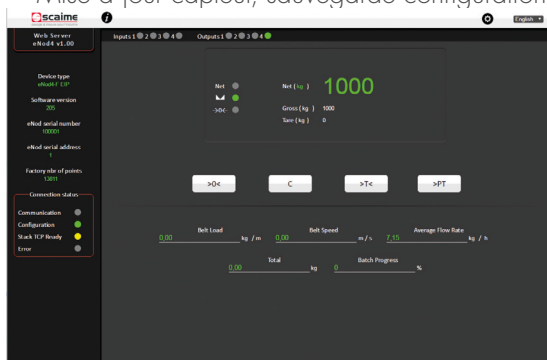 Mise à jour capteur, sauvegarde configuration
scaime
English
Web Server
eNod4 v1.00
Inputs 1 2 3 4 Outputs 1 2 3 4
Device type
eNod4-F E3P
Software version
205
eNod serial number
100001
eNod serial address
1
Factory nbr of points
13811
Connection status
Communication
Configuration
Stack TCP Ready
Error
Net
>0<
Net ( kg ) 1000
Gross ( kg ) 1000
Tare ( kg ) 0
>0< C >T< >PT
Belt Load Belt Speed Average Flow Rate
0,00 kg / m 0,00 m / s 7,15 kg / h
Total Batch Progress
0,00 kg 0 %